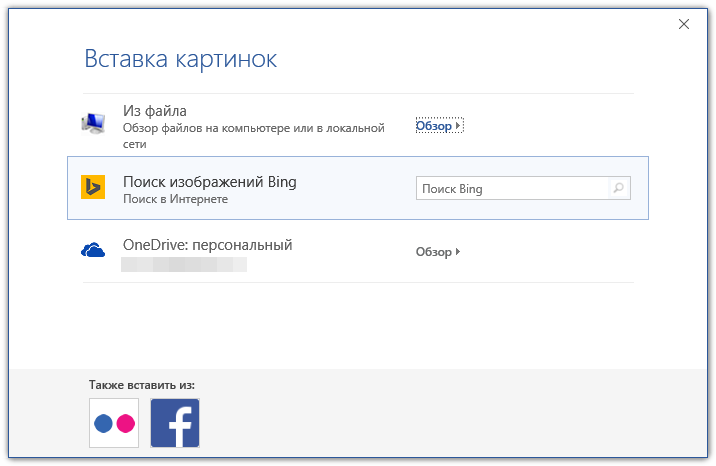 Вставка картинок
Из файла
Обзор файлов на компьютере или в локальной
сети
Обзор
Поиск изображений Bing
Поиск в Интернете
Поиск Bing
OneDrive: персональный
Обзор
Также вставить из: